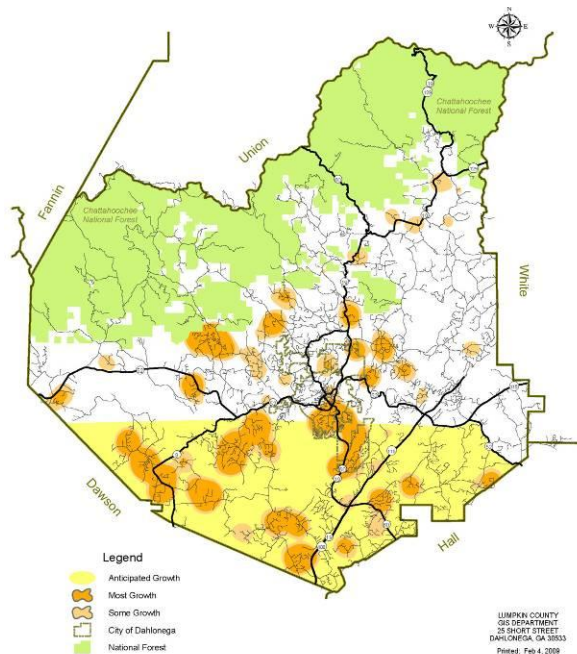 N
W
E
S
Chattahoochee
National Forest
Union
Fannin
Chattahoochee
National Forest
White
Dawson
Hall
Legend
Anticipated Growth
Most Growth
Some Growth
City of Dahlonega
National Forest
LUMPKIN COUNTY
GIS DEPARTMENT
25 SHORT STREET
DAHLONEGA, GA 30533
Printed: Feb 4, 2009